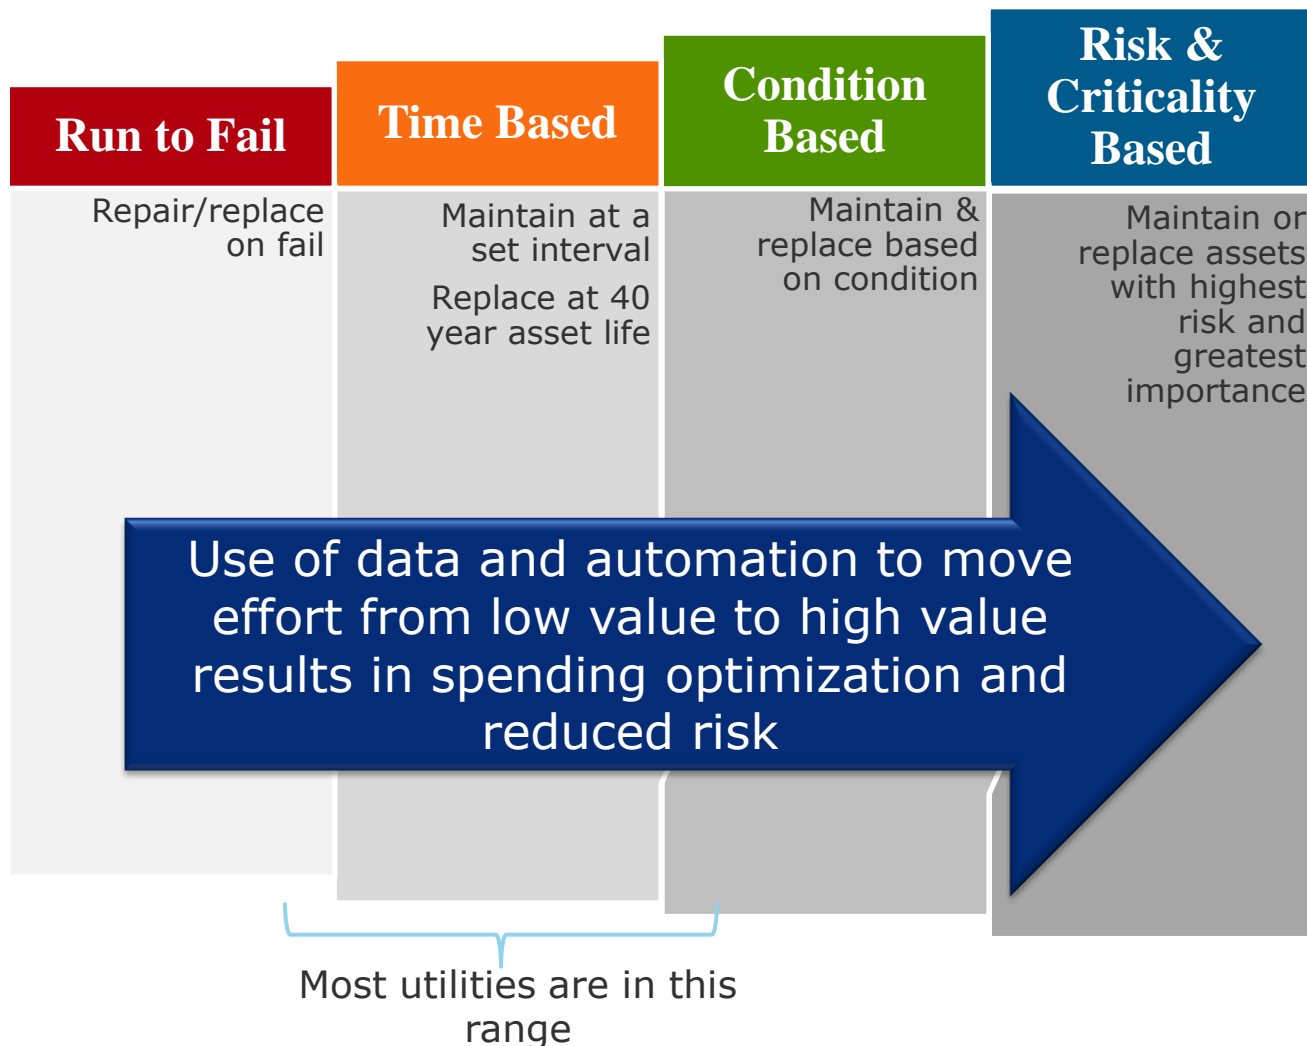 Run to Fail
Repair/replace
on fail
Time Based
Maintain at a
set interval
Replace at 40
year asset life
Condition
Based
Maintain &
replace based
on condition
Risk &
Criticality
Based
Maintain or
replace assets
with highest
risk and
greatest
importance
Use of data and automation to move
effort from low value to high value
results in spending optimization and
reduced risk
Most utilities are in this
range